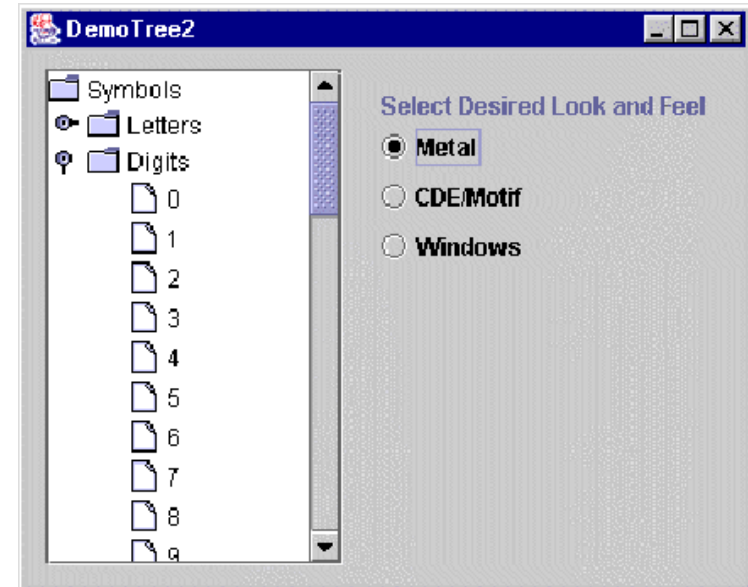 DemoTree2
Symbols
Letters
Digits
0
1
2
3
4
5
6
7
8
9
Select Desired Look and Feel
Metal
CDE/Motif
Windows